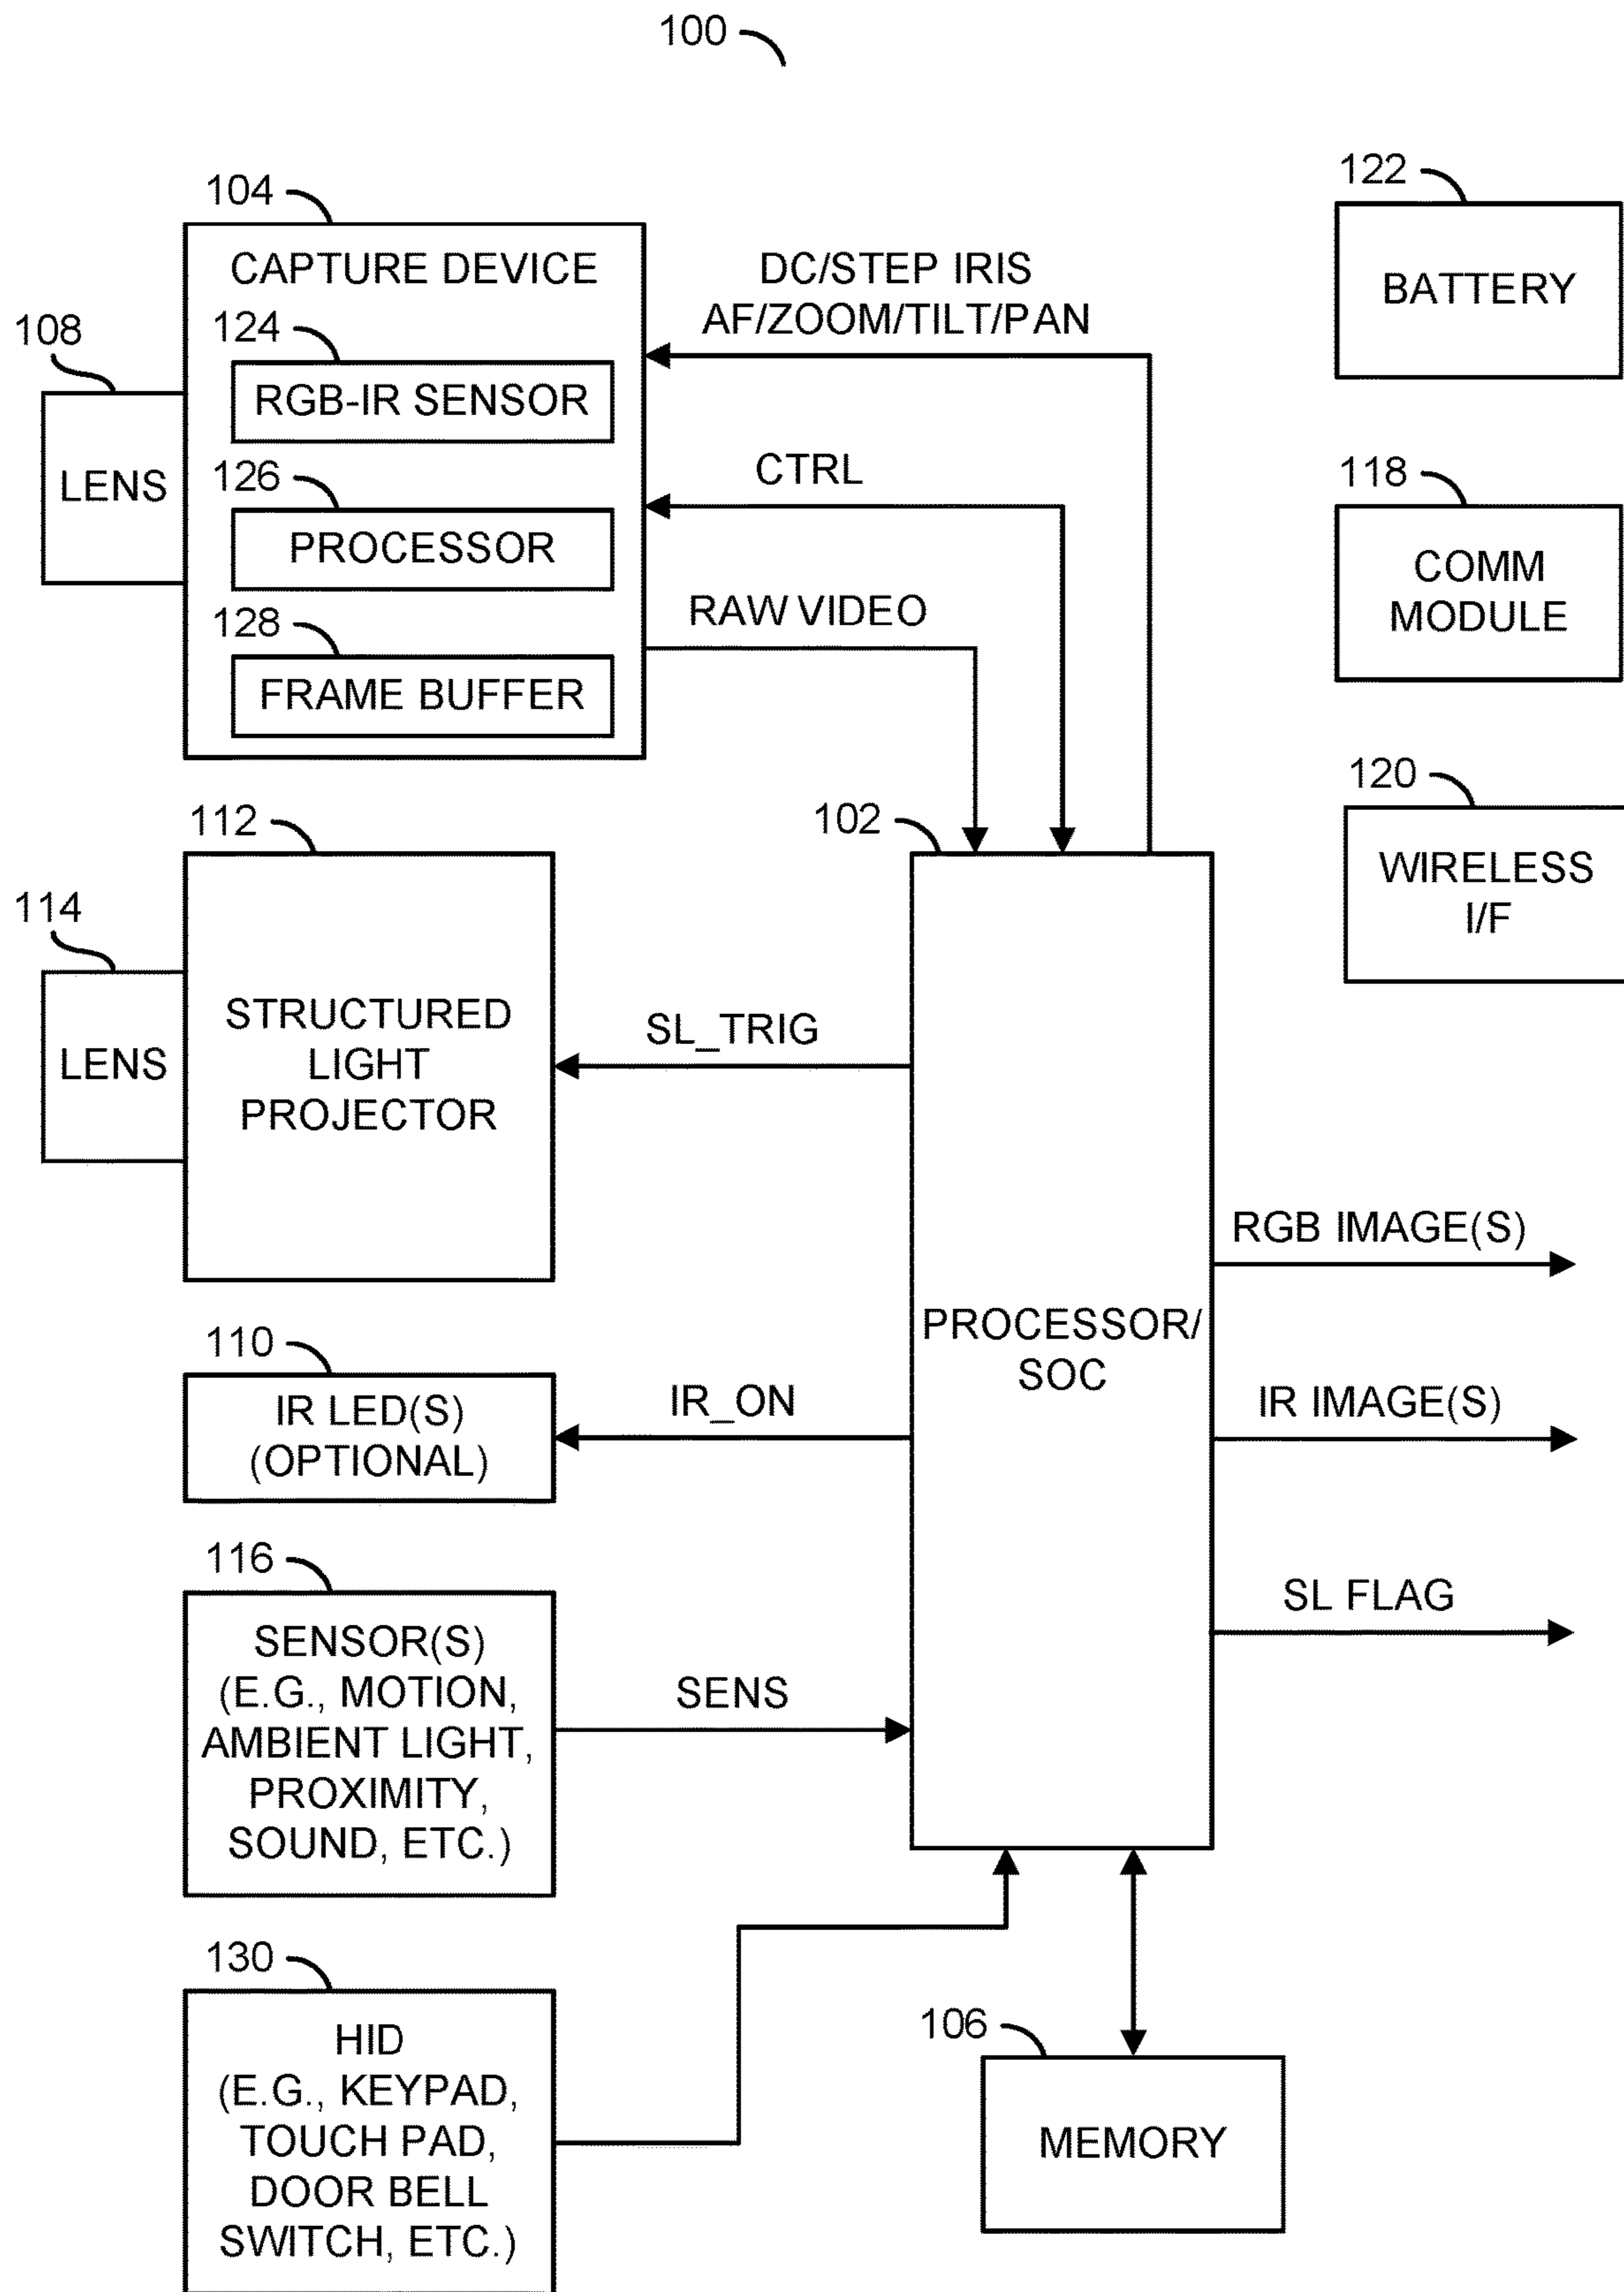 100
104
CAPTURE DEVICE
124
RGB-IR SENSOR
126
PROCESSOR
128
FRAME BUFFER
108
LENS
DC/STEP IRIS
AF/ZOOM/TILT/PAN
CTRL
RAW VIDEO
122
BATTERY
118
COMM
MODULE
120
WIRELESS
I/F
112
STRUCTURED
LIGHT
PROJECTOR
114
LENS
SL_TRIG
102
PROCESSOR/
SOC
RGB IMAGE(S)
IR IMAGE(S)
SL FLAG
110
IR LED(S)
(OPTIONAL)
IR_ON
116
SENSOR(S)
(E.G., MOTION,
AMBIENT LIGHT,
PROXIMITY,
SOUND, ETC.)
SENS
130
HID
(E.G., KEYPAD,
TOUCH PAD,
DOOR BELL
SWITCH, ETC.)
106
MEMORY